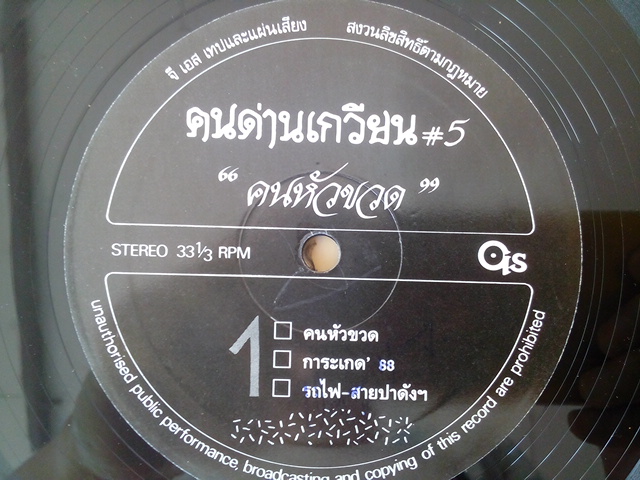 จี เอส เทปและแผ่นเสียง สงวนลิขสิทธิ์ตามกฎหมาย
คนด่านเกวียน #5
“ คนหัวขวด ”
STEREO 33⅓ RPM
1
คนหัวขวด
การะเกด' 88
รถไฟ-สายปาดังฯ
unauthorised public performance, broadcasting and copying of this record are prohibited